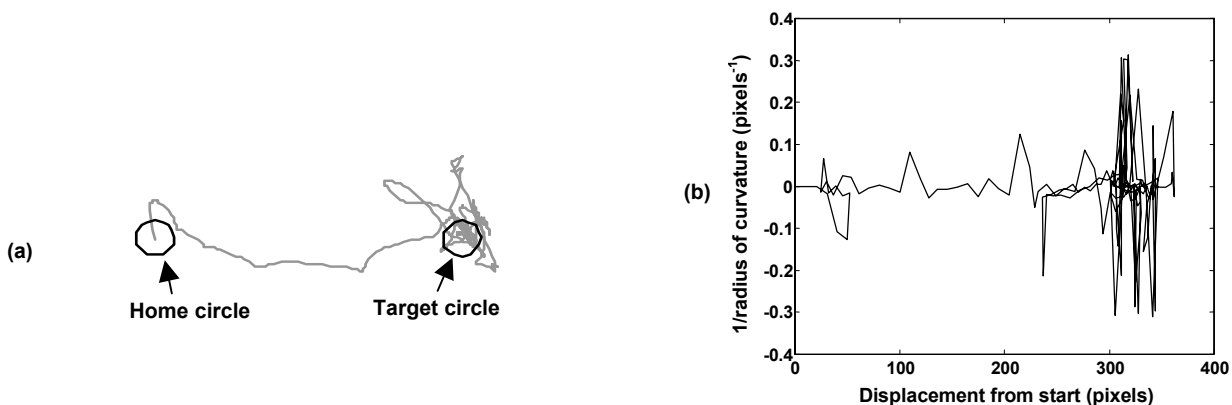 (a)
Home circle
Target circle
(b)
1/radius of curvature (pixels-1)
0.4
0.3
0.2
0.1
0
-0.1
-0.2
-0.3
-0.4
0 100 200 300 400
Displacement from start (pixels)